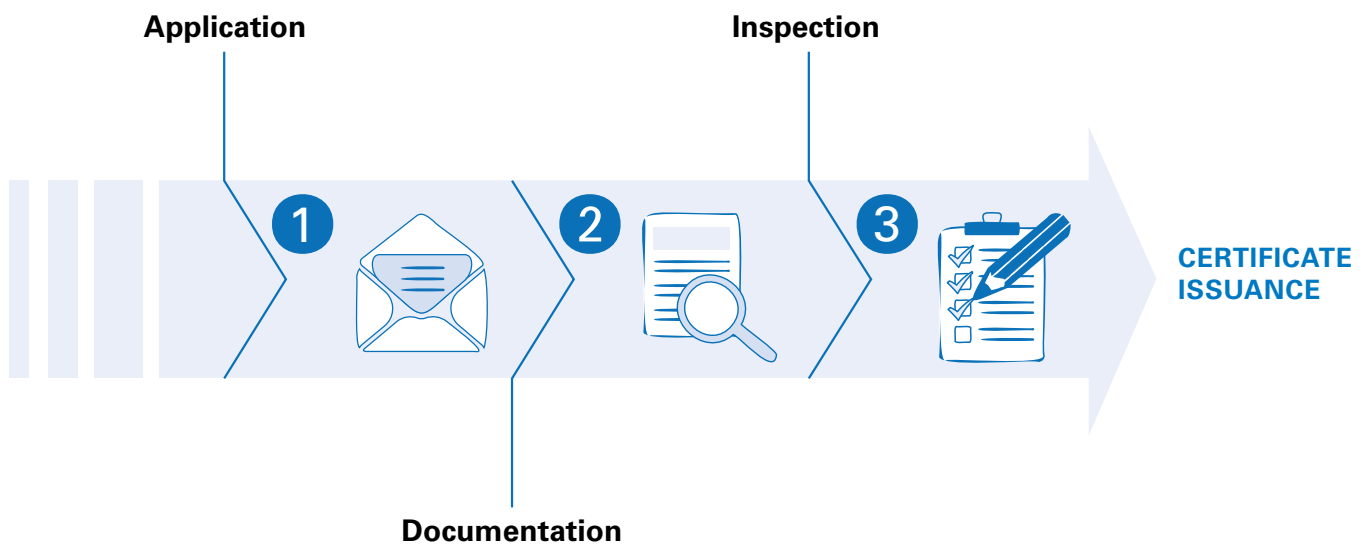 Application
Inspection
1
2
3
CERTIFICATE
ISSUANCE
Documentation